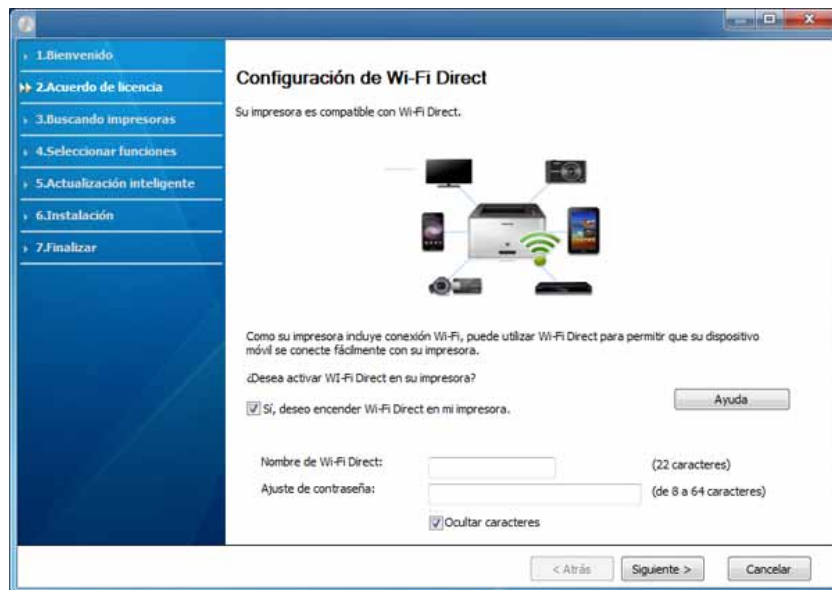 1.Bienvenido
2.Acuerdo de licencia
3.Buscando impresoras
4.Seleccionar funciones
5.Actualización inteligente
6.Instalación
7.Finalizar
Configuración de Wi-Fi Direct
Su impresora es compatible con Wi-Fi Direct.
Como su impresora incluye conexión Wi-Fi, puede utilizar Wi-Fi Direct para permitir que su dispositivo
móvil se conecte fácilmente con su impresora.
¿Desea activar WI-Fi Direct en su impresora?
Sí, deseo encender Wi-Fi Direct en mi impresora.
Ayuda
Nombre de Wi-Fi Direct: (22 caracteres)
Ajuste de contraseña: (de 8 a 64 caracteres)
Ocultar caracteres
< Atrás Siguiente > Cancelar